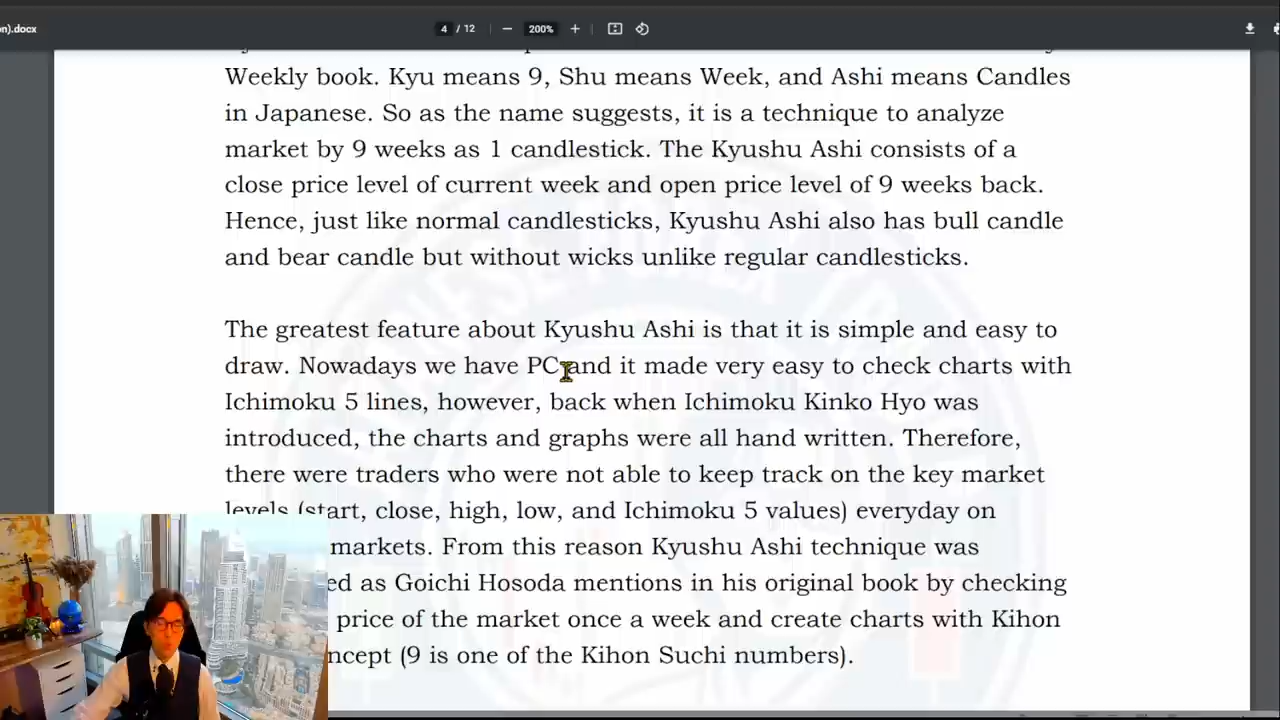 n).docx
4 / 12
200%
Weekly book. Kyu means 9, Shu means Week, and Ashi means Candles
in Japanese. So as the name suggests, it is a technique to analyze
market by 9 weeks as 1 candlestick. The Kyushu Ashi consists of a
close price level of current week and open price level of 9 weeks back.
Hence, just like normal candlesticks, Kyushu Ashi also has bull candle
and bear candle but without wicks unlike regular candlesticks.
The greatest feature about Kyushu Ashi is that it is simple and easy to
draw. Nowadays we have PC and it made very easy to check charts with
Ichimoku 5 lines, however, back when Ichimoku Kinko Hyo was
introduced, the charts and graphs were all hand written. Therefore,
there were traders who were not able to keep track on the key market
levels (start, close, high, low, and Ichimoku 5 values) everyday on
markets. From this reason Kyushu Ashi technique was
ed as Goichi Hosoda mentions in his original book by checking
price of the market once a week and create charts with Kihon
ncept (9 is one of the Kihon Suchi numbers).